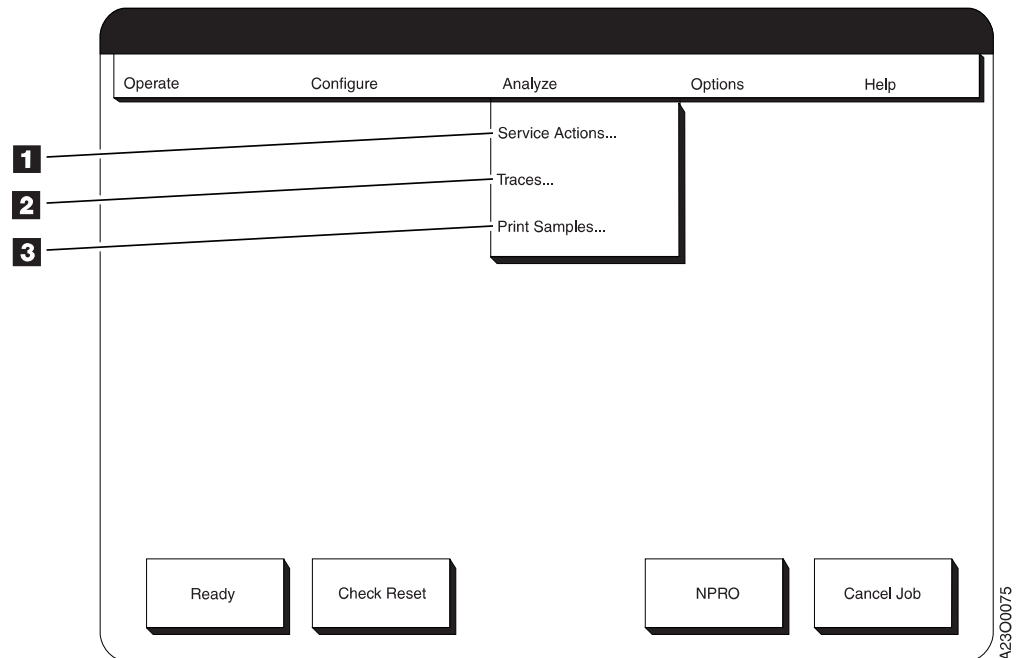 Operate Configure Analyze Options Help
1 Service Actions...
2 Traces...
3 Print Samples...
Ready Check Reset NPRO Cancel Job
A23O0075